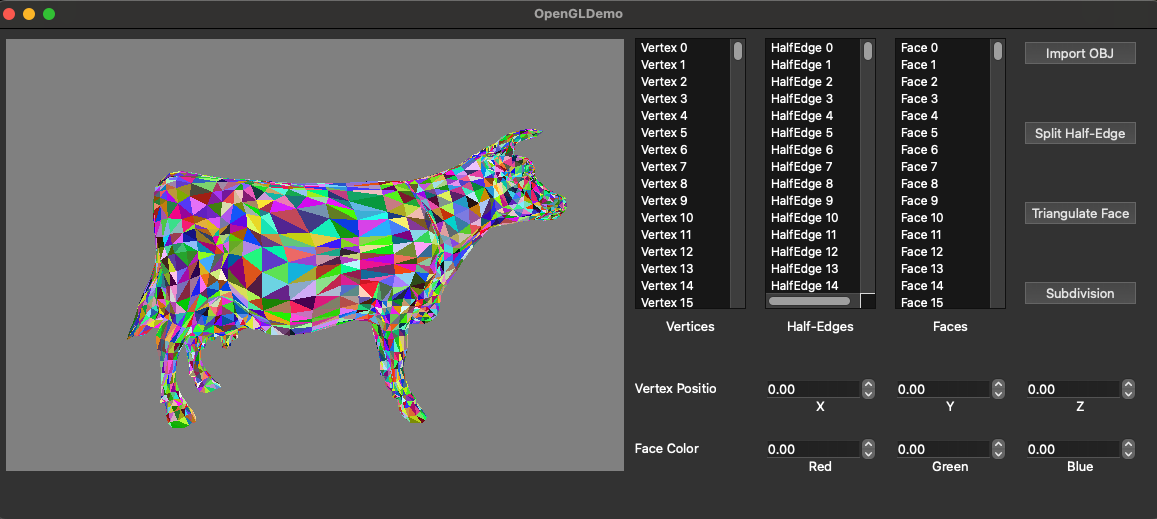 OpenGLDemo
Vertex 0
Vertex 1
Vertex 2
Vertex 3
Vertex 4
Vertex 5
Vertex 6
Vertex 7
Vertex 8
Vertex 9
Vertex 10
Vertex 11
Vertex 12
Vertex 13
Vertex 14
Vertex 15
Vertices
HalfEdge 0
HalfEdge 1
HalfEdge 2
HalfEdge 3
HalfEdge 4
HalfEdge 5
HalfEdge 6
HalfEdge 7
HalfEdge 8
HalfEdge 9
HalfEdge 10
HalfEdge 11
HalfEdge 12
HalfEdge 13
HalfEdge 14
Half-Edges
Face 0
Face 1
Face 2
Face 3
Face 4
Face 5
Face 6
Face 7
Face 8
Face 9
Face 10
Face 11
Face 12
Face 13
Face 14
Face 15
Faces
Import OBJ
Split Half-Edge
Triangulate Face
Subdivision
Vertex Positio 0.00 0.00 0.00
X Y Z
Face Color 0.00 0.00 0.00
Red Green Blue